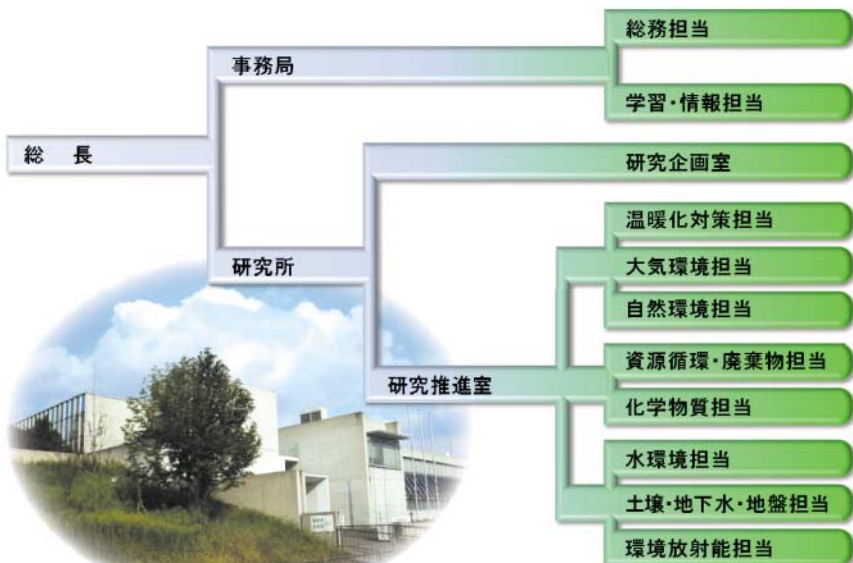 総務担当
事務局
学習・情報担当
総　長
研究企画室
温暖化対策担当
研究所
大気環境担当
自然環境担当
資源循環・廃棄物担当
研究推進室
化学物質担当
水環境担当
土壌・地下水・地盤担当
環境放射能担当